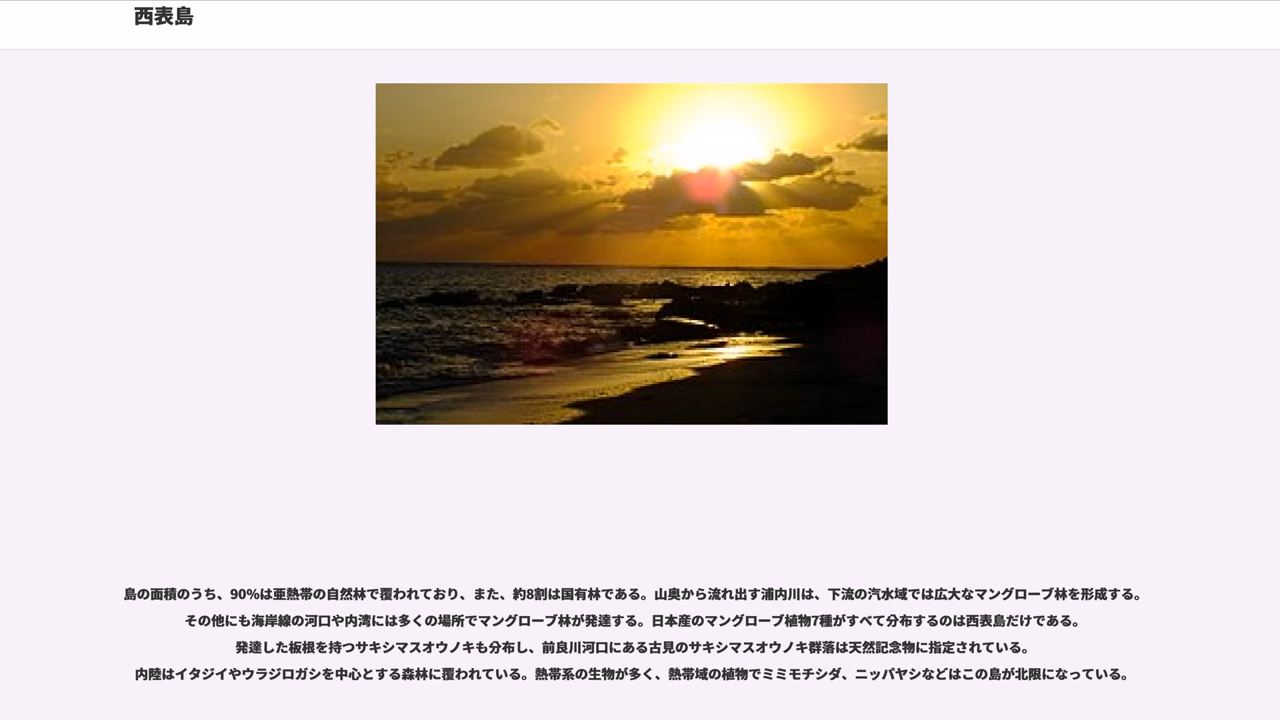 西表島
島の面積のうち、90%は亜熱帯の自然林で覆われており、また、約8割は国有林である。山奥から流れ出す浦内川は、下流の汽水域では広大なマングローブ林を形成する。
その他にも海岸線の河口や内湾には多くの場所でマングローブ林が発達する。日本産のマングローブ植物7種がすべて分布するのは西表島だけである。
発達した板根を持つサキシマスオウノキも分布し、前良川河口にある古見のサキシマスオウノキ群落は天然記念物に指定されている。
内陸はイタジイやウラジロガシを中心とする森林に覆われている。熱帯系の生物が多く、熱帯域の植物でミミモチシダ、ニッパヤシなどはこの島が北限になっている。